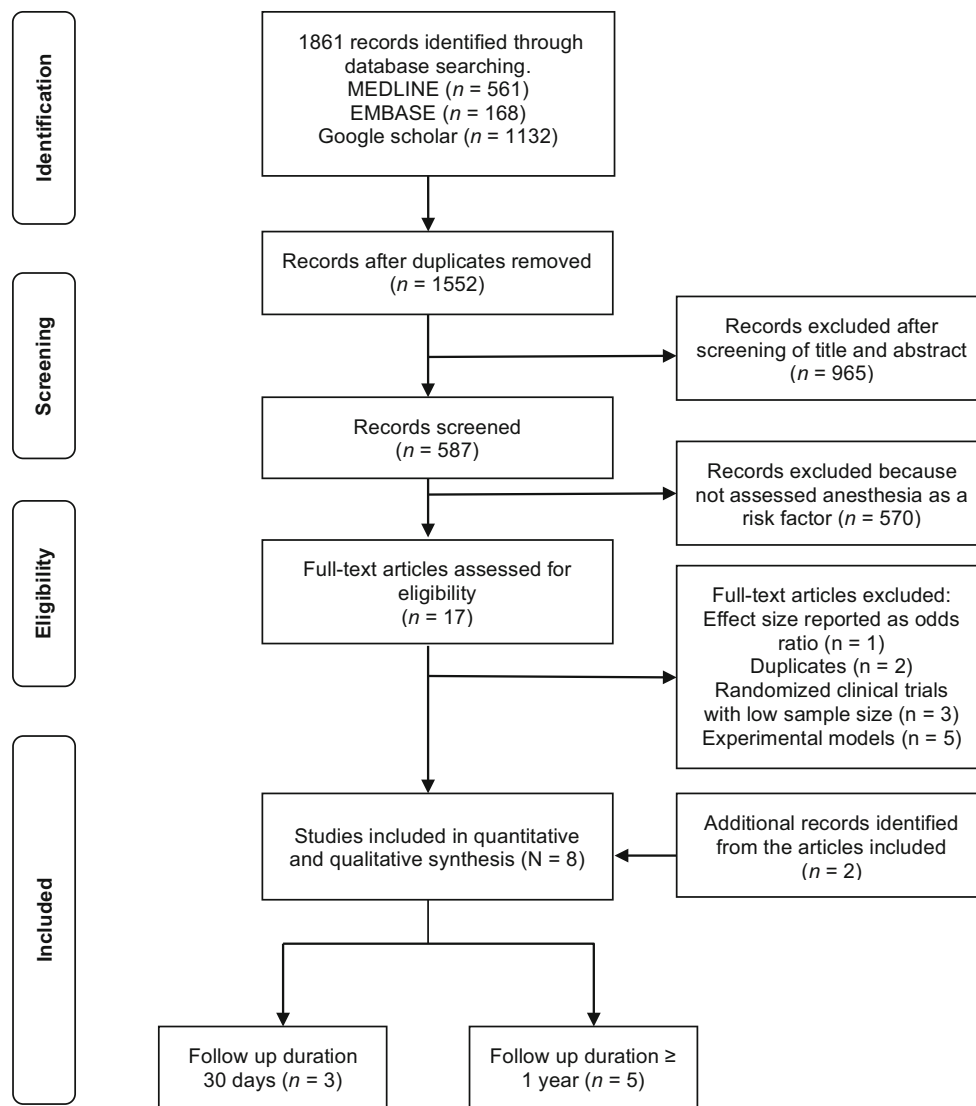 Identification
1861 records identified through
database searching.
MEDLINE (n = 561)
EMBASE (n = 168)
Google scholar (n = 1132)
Records after duplicates removed
(n = 1552)
Screening
Records excluded after
screening of title and abstract
(n = 965)
Records screened
(n = 587)
Records excluded because
not assessed anesthesia as a
risk factor (n = 570)
Eligibility
Full-text articles assessed for
eligibility
(n = 17)
Full-text articles excluded:
Effect size reported as odds
ratio (n = 1)
Duplicates (n = 2)
Randomized clinical trials
with low sample size (n = 3)
Experimental models (n = 5)
Included
Studies included in quantitative
and qualitative synthesis (N = 8)
Additional records identified
from the articles included
(n = 2)
Follow up duration
30 days (n = 3)
Follow up duration ≥
1 year (n = 5)